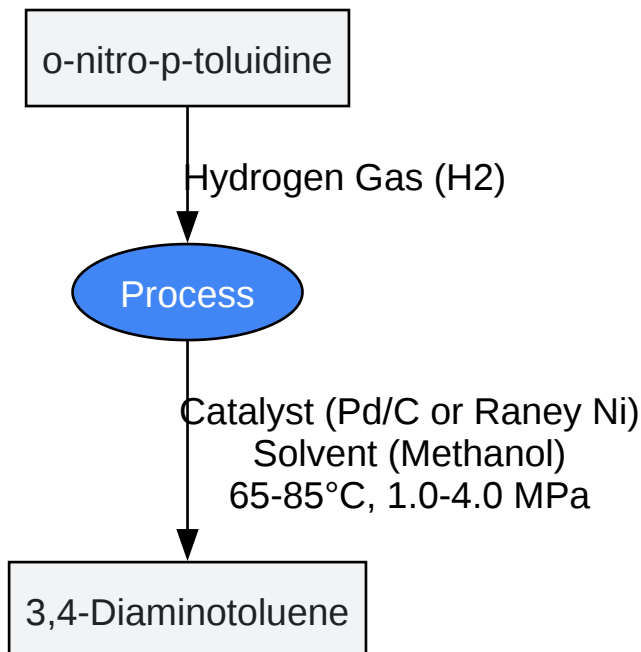 o-nitro-p-toluidine
Hydrogen Gas (H2)
Process
Catalyst (Pd/C or Raney Ni)
Solvent (Methanol)
65-85°C, 1.0-4.0 MPa
3,4-Diaminotoluene